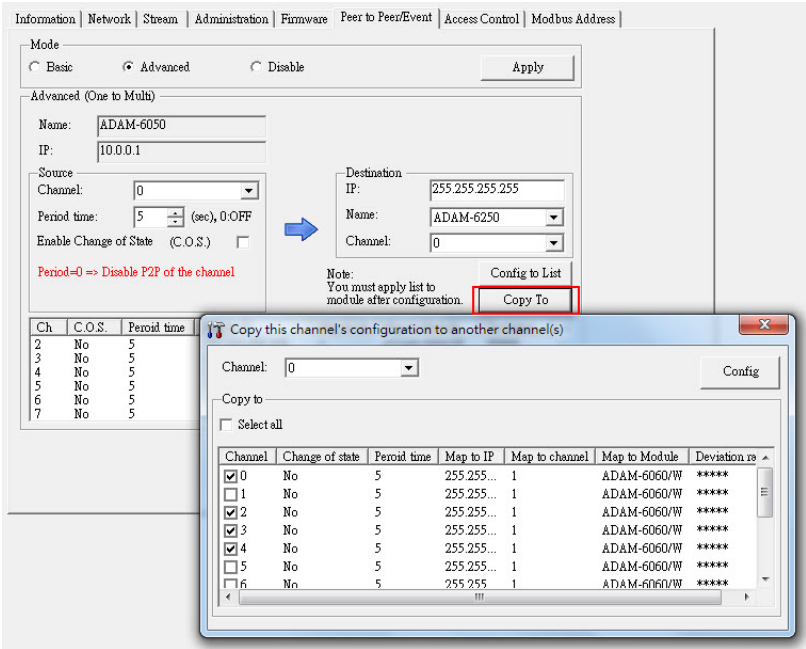 Information Network Stream Administration Firmware Peer to Peer/Event Access Control Modbus Address
Mode
Basic Advanced Disable Apply
Advanced (One to Multi)
Name: ADAM-6050
IP: 10.0.0.1
Source
Channel: 0
Period time: 5 (sec), 0:OFF
Enable Change of State (C.O.S.)
Period=0 => Disable P2P of the channel
Destination
IP: 255.255.255.255
Name: ADAM-6250
Channel: 0
Note:
You must apply list to
module after configuration.
Config to List
Copy To
Ch C.O.S. Peroid time
2 No 5
3 No 5
4 No 5
5 No 5
6 No 5
7 No 5
Copy this channel's configuration to another channel(s)
Channel: 0 Config
Copy to
Select all
Channel Change of state Peroid time Map to IP Map to channel Map to Module Deviation ra
0 No 5 255.255... 1 ADAM-6060/W *****
1 No 5 255.255... 1 ADAM-6060/W *****
2 No 5 255.255... 1 ADAM-6060/W *****
3 No 5 255.255... 1 ADAM-6060/W *****
4 No 5 255.255... 1 ADAM-6060/W *****
5 No 5 255.255... 1 ADAM-6060/W *****
6 No 5 255.255 1 ADAM-6060/W *****